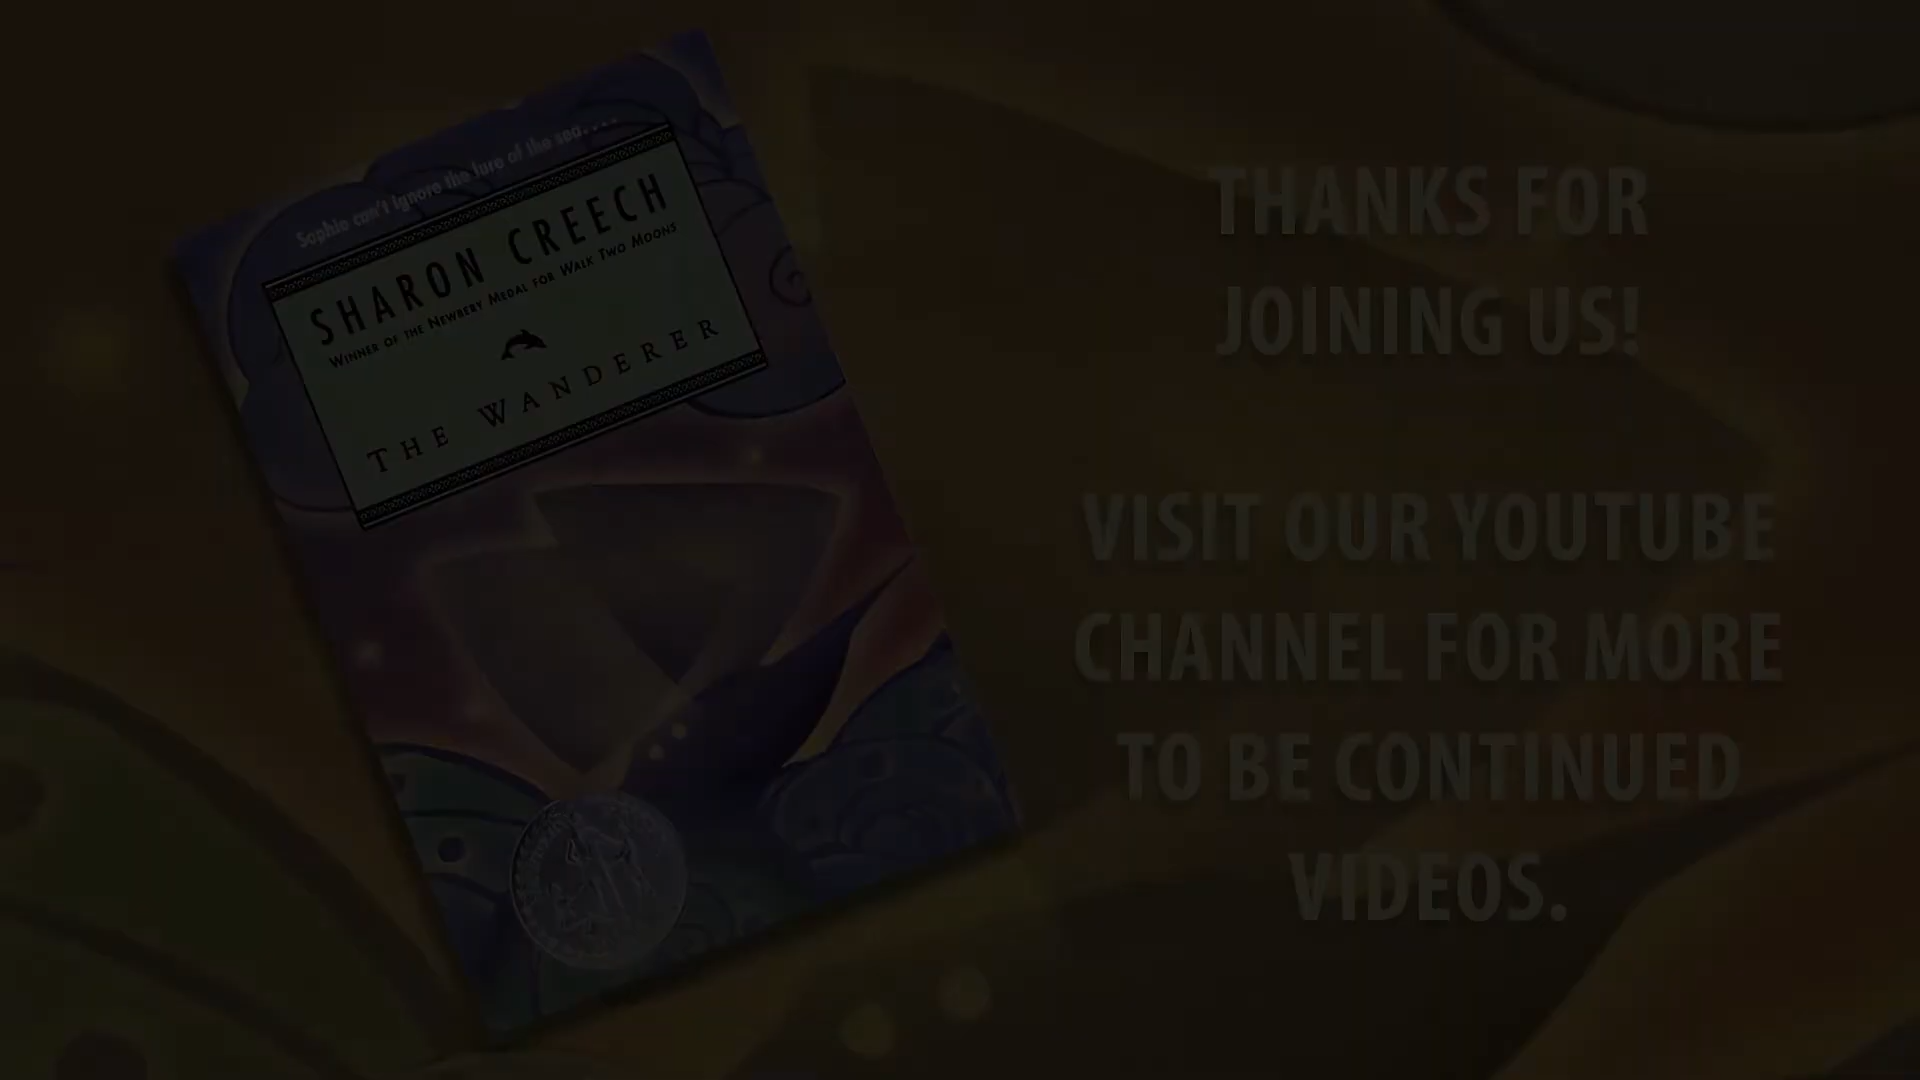 Sophie can't ignore the lure of the sea....
SHARON CREECH
WINNER OF THE NEWBERY MEDAL FOR WALK TWO MOONS
THE WANDERER
THANKS FOR
JOINING US!
VISIT OUR YOUTUBE
CHANNEL FOR MORE
TO BE CONTINUED
VIDEOS.